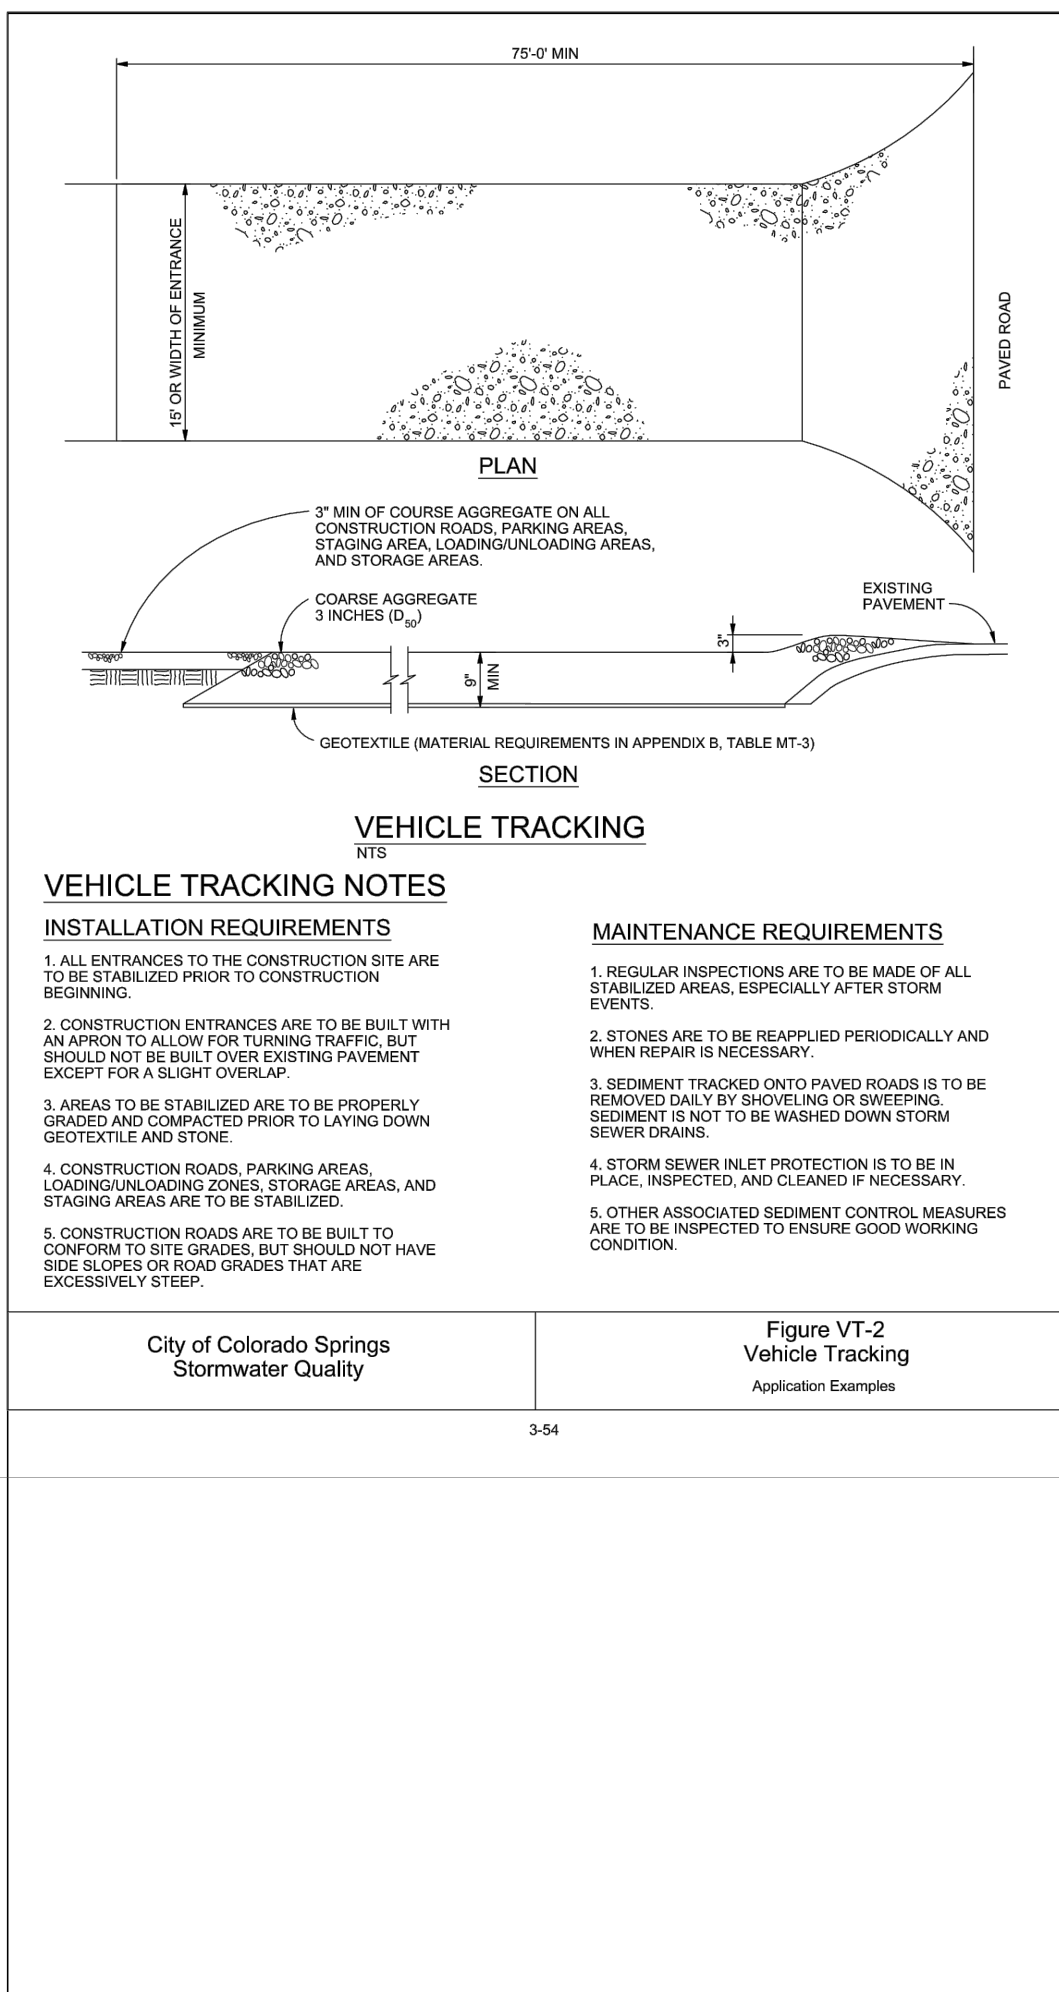 75'-0' MIN
15' OR WIDTH OF ENTRANCE
MINIMUM
PAVED ROAD
PLAN
3" MIN OF COURSE AGGREGATE ON ALL
CONSTRUCTION ROADS, PARKING AREAS,
STAGING AREA, LOADING/UNLOADING AREAS,
AND STORAGE AREAS.
COARSE AGGREGATE
3 INCHES (D50)
EXISTING
PAVEMENT
3"
9"
MIN
GEOTEXTILE (MATERIAL REQUIREMENTS IN APPENDIX B, TABLE MT-3)
SECTION
VEHICLE TRACKING
NTS
VEHICLE TRACKING NOTES
INSTALLATION REQUIREMENTS
1. ALL ENTRANCES TO THE CONSTRUCTION SITE ARE
TO BE STABILIZED PRIOR TO CONSTRUCTION
BEGINNING.
2. CONSTRUCTION ENTRANCES ARE TO BE BUILT WITH
AN APRON TO ALLOW FOR TURNING TRAFFIC, BUT
SHOULD NOT BE BUILT OVER EXISTING PAVEMENT
EXCEPT FOR A SLIGHT OVERLAP.
3. AREAS TO BE STABILIZED ARE TO BE PROPERLY
GRADED AND COMPACTED PRIOR TO LAYING DOWN
GEOTEXTILE AND STONE.
4. CONSTRUCTION ROADS, PARKING AREAS,
LOADING/UNLOADING ZONES, STORAGE AREAS, AND
STAGING AREAS ARE TO BE STABILIZED.
5. CONSTRUCTION ROADS ARE TO BE BUILT TO
CONFORM TO SITE GRADES, BUT SHOULD NOT HAVE
SIDE SLOPES OR ROAD GRADES THAT ARE
EXCESSIVELY STEEP.
MAINTENANCE REQUIREMENTS
1. REGULAR INSPECTIONS ARE TO BE MADE OF ALL
STABILIZED AREAS, ESPECIALLY AFTER STORM
EVENTS.
2. STONES ARE TO BE REAPPLIED PERIODICALLY AND
WHEN REPAIR IS NECESSARY.
3. SEDIMENT TRACKED ONTO PAVED ROADS IS TO BE
REMOVED DAILY BY SHOVELING OR SWEEPING.
SEDIMENT IS NOT TO BE WASHED DOWN STORM
SEWER DRAINS.
4. STORM SEWER INLET PROTECTION IS TO BE IN
PLACE, INSPECTED, AND CLEANED IF NECESSARY.
5. OTHER ASSOCIATED SEDIMENT CONTROL MEASURES
ARE TO BE INSPECTED TO ENSURE GOOD WORKING
CONDITION.
City of Colorado Springs
Stormwater Quality
Figure VT-2
Vehicle Tracking
Application Examples
3-54